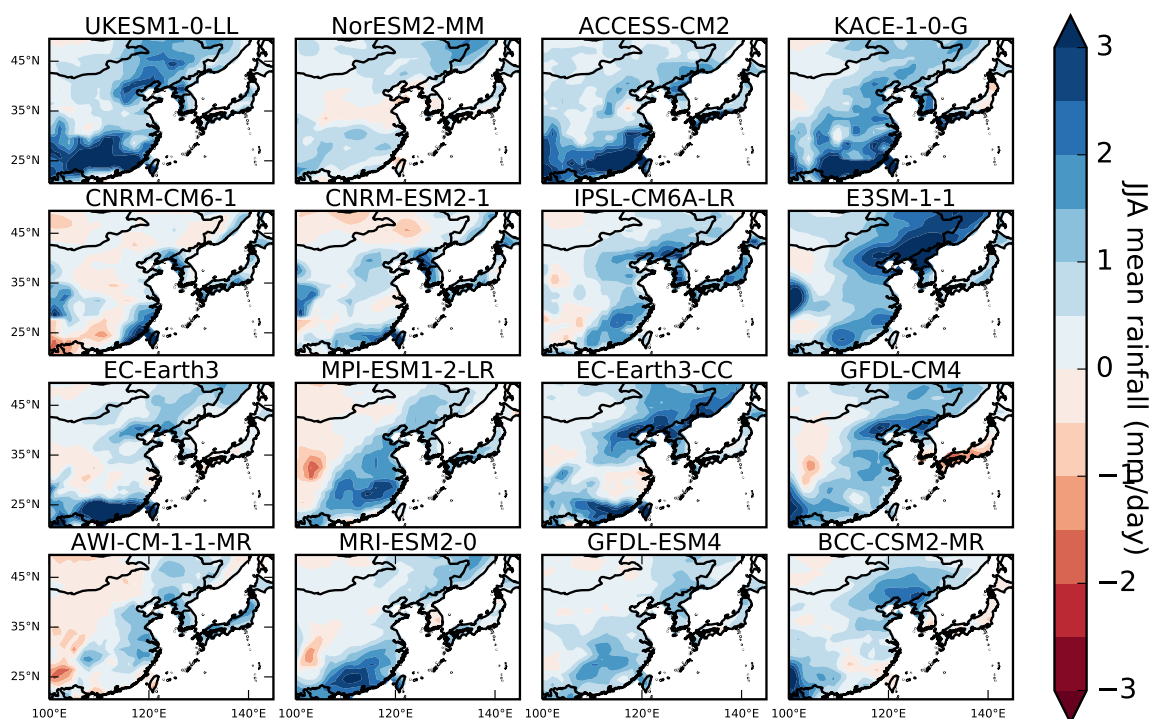 UKESM1-0-LL NorESM2-MM ACCESS-CM2 KACE-1-0-G
45°N
35°N
25°N
CNRM-CM6-1 CNRM-ESM2-1 IPSL-CM6A-LR E3SM-1-1
45°N
35°N
25°N
EC-Earth3 MPI-ESM1-2-LR EC-Earth3-CC GFDL-CM4
45°N
35°N
25°N
AWI-CM-1-1-MR MRI-ESM2-0 GFDL-ESM4 BCC-CSM2-MR
45°N
35°N
25°N
100°E 120°E 140°E 100°E 120°E 140°E 100°E 120°E 140°E 100°E 120°E 140°E
3
2
1
0
−1
−2
−3
JJA mean rainfall (mm/day)